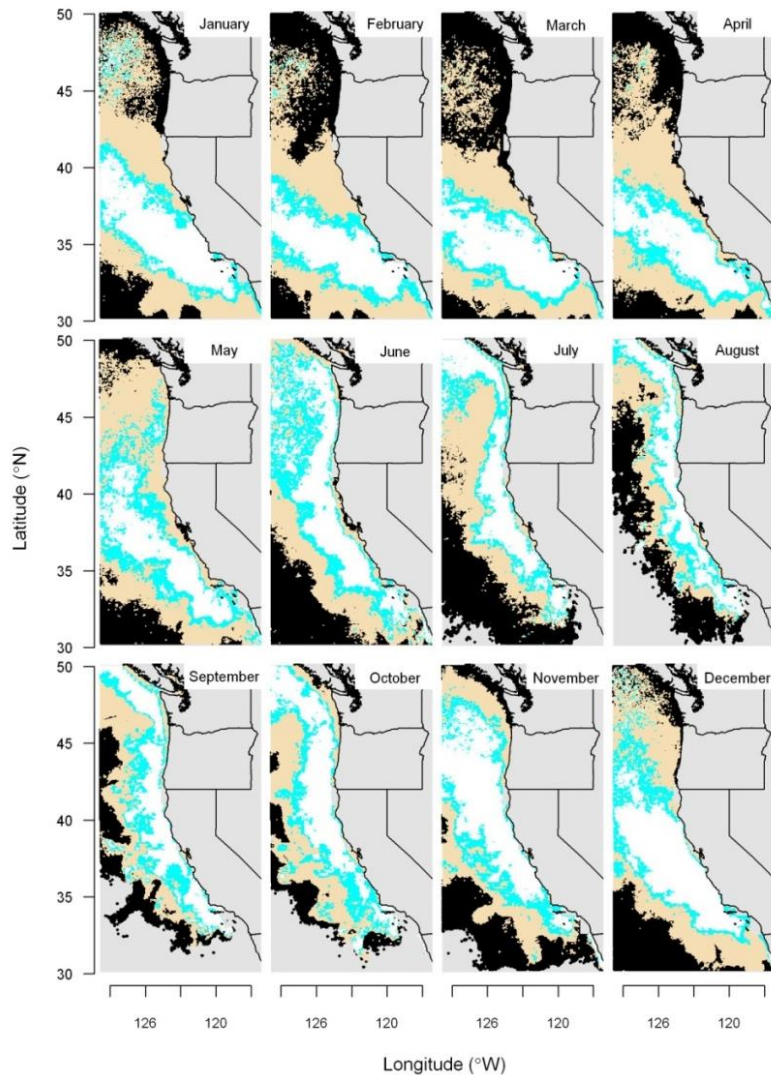 January
February
March
April
50
45
40
35
30
May
June
July
August
50
45
40
35
30
September
October
November
December
50
45
40
35
30
126
120
126
120
126
120
126
120
Latitude (°N)
Longitude (°W)